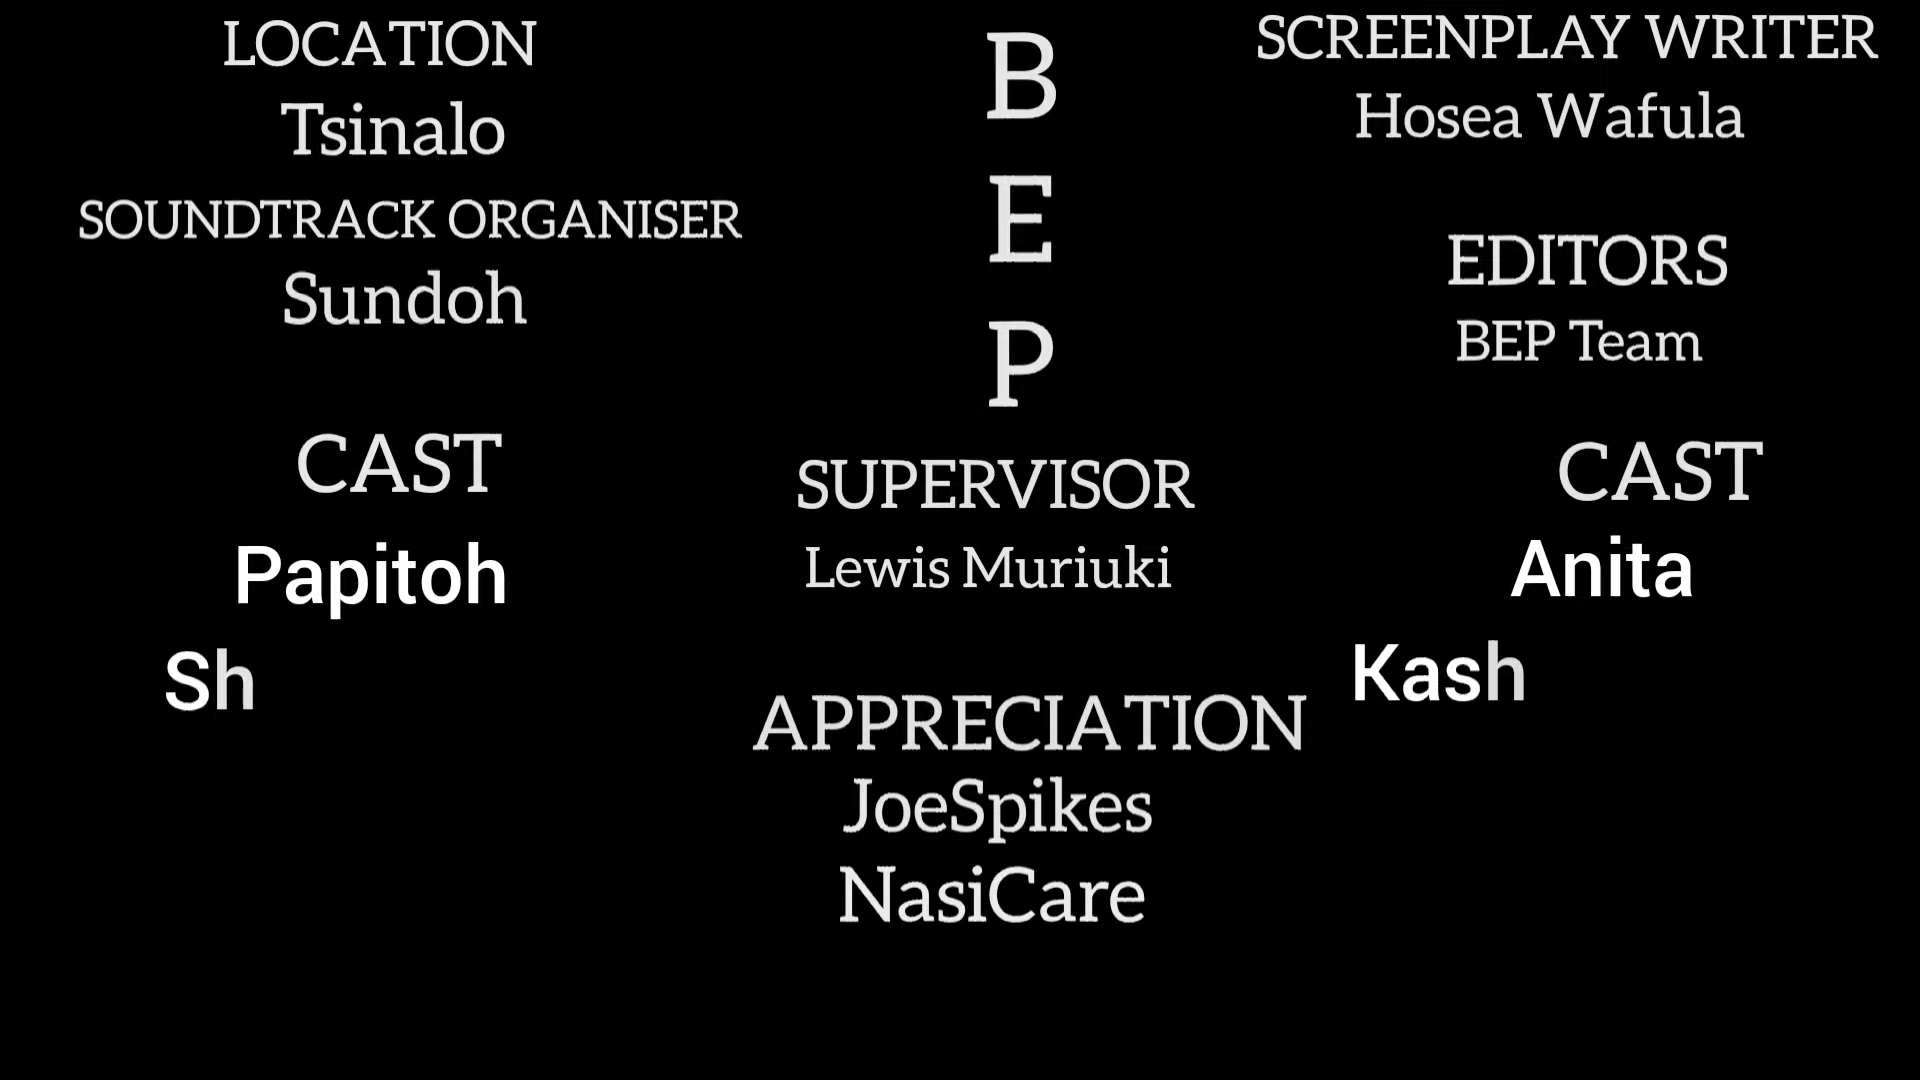 LOCATION
Tsinalo
SOUNDTRACK ORGANISER
Sundoh
CAST
Papitoh
Sh
B
E
P
SUPERVISOR
Lewis Muriuki
APPRECIATION
JoeSpikes
NasiCare
SCREENPLAY WRITER
Hosea Wafula
EDITORS
BEP Team
CAST
Anita
Kash